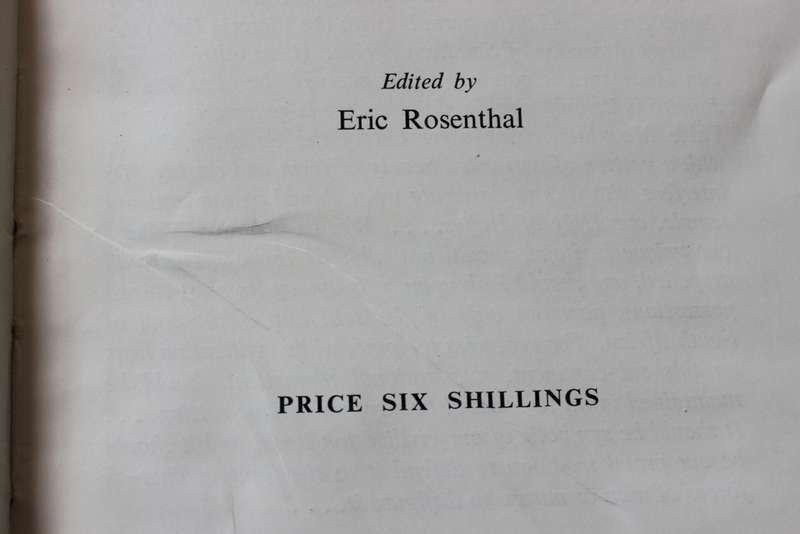 Edited by
Eric Rosenthal
PRICE SIX SHILLINGS